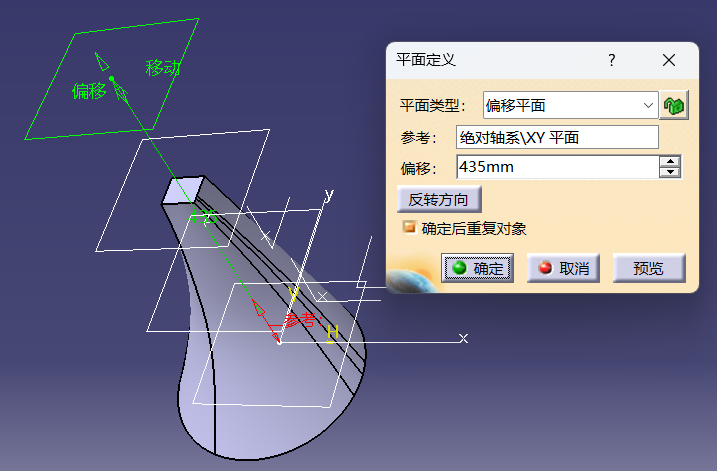 平面定义
?
平面类型:
偏移平面
参考:
绝对轴系\XY 平面
偏移:
435mm
反转方向
确定后重复对象
确定
取消
预览
移动
偏移
y
x
参考
H
V
x